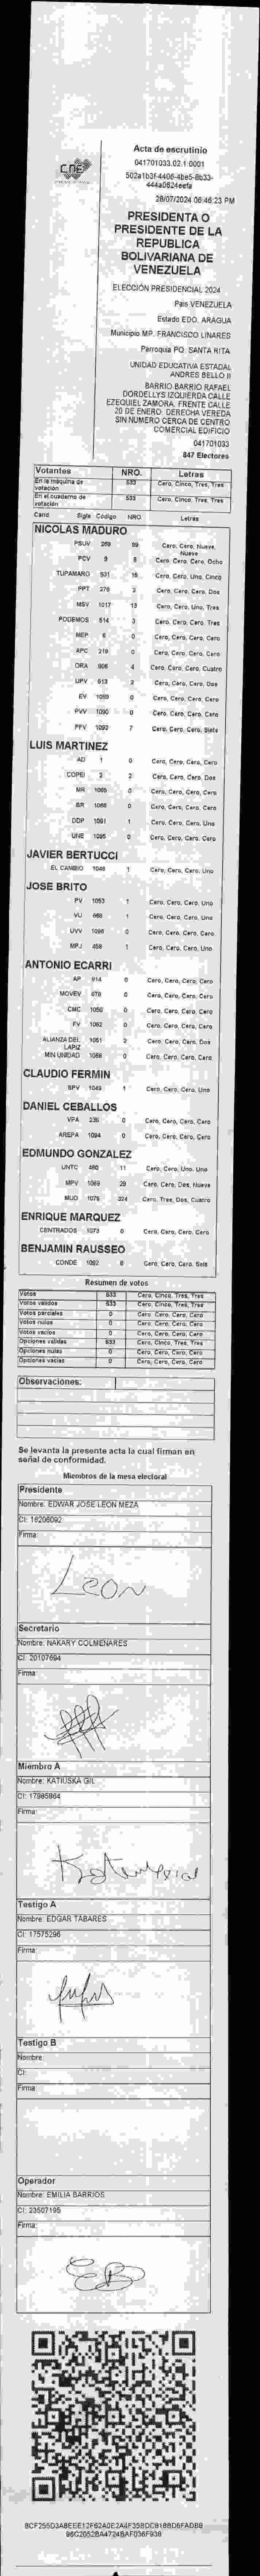 CNE
Acta de escrutinio
041701033.02.1.0001
502a1b3f-4406-4be5-8b33-
444a0624eefa
28/07/2024 06:46:23 PM
PRESIDENTA O
PRESIDENTE DE LA
REPUBLICA
BOLIVARIANA DE
VENEZUELA
ELECCIÓN PRESIDENCIAL 2024
País VENEZUELA
Estado EDO. ARAGUA
Municipio MP. FRANCISCO LINARES
Parroquia PQ. SANTA RITA
UNIDAD EDUCATIVA ESTADAL
ANDRES BELLO II
BARRIO BARRIO RAFAEL
DORDELLYS IZQUIERDA CALLE
EZEQUIEL ZAMORA. FRENTE CALLE
20 DE ENERO. DERECHA VEREDA
SIN NUMERO CERCA DE CENTRO
COMERCIAL EDIFICIO
041701033
847 Electores
Votantes NRO. Letras
En la máquina de votación 533 Cero, Cinco, Tres, Tres
En el cuaderno de votación 533 Cero, Cinco, Tres, Tres
Cand. Sigla Código NRO. Letras
NICOLAS MADURO
PSUV 269 99 Cero, Cero, Nueve, Nueve
PCV 9 8 Cero, Cero, Cero, Ocho
TUPAMARO 531 15 Cero, Cero, Uno, Cinco
PPT 276 2 Cero, Cero, Cero, Dos
MSV 1017 13 Cero, Cero, Uno, Tres
PODEMOS 514 3 Cero, Cero, Cero, Tres
MEP 6 0 Cero, Cero, Cero, Cero
APC 219 0 Cero, Cero, Cero, Cero
ORA 806 4 Cero, Cero, Cero, Cuatro
UPV 613 2 Cero, Cero, Cero, Dos
EV 1089 0 Cero, Cero, Cero, Cero
PVV 1090 0 Cero, Cero, Cero, Cero
PFV 1093 7 Cero, Cero, Cero, Siete
LUIS MARTINEZ
AD 1 0 Cero, Cero, Cero, Cero
COPEI 2 2 Cero, Cero, Cero, Dos
MR 1065 0 Cero, Cero, Cero, Cero
BR 1068 0 Cero, Cero, Cero, Cero
DDP 1091 1 Cero, Cero, Cero, Uno
UNE 1095 0 Cero, Cero, Cero, Cero
JAVIER BERTUCCI
EL CAMBIO 1048 1 Cero, Cero, Cero, Uno
JOSE BRITO
PV 1053 1 Cero, Cero, Cero, Uno
VU 668 1 Cero, Cero, Cero, Uno
UVV 1096 0 Cero, Cero, Cero, Cero
MPJ 458 1 Cero, Cero, Cero, Uno
ANTONIO ECARRI
AP 914 0 Cero, Cero, Cero, Cero
MOVEV 678 0 Cero, Cero, Cero, Cero
CMC 1050 0 Cero, Cero, Cero, Cero
FV 1062 0 Cero, Cero, Cero, Cero
ALIANZA DEL LAPIZ 1051 2 Cero, Cero, Cero, Dos
MIN UNIDAD 1088 0 Cero, Cero, Cero, Cero
CLAUDIO FERMIN
SPV 1049 1 Cero, Cero, Cero, Uno
DANIEL CEBALLOS
VPA 235 0 Cero, Cero, Cero, Cero
AREPA 1094 0 Cero, Cero, Cero, Cero
EDMUNDO GONZALEZ
UNTC 460 11 Cero, Cero, Uno, Uno
MPV 1069 29 Cero, Cero, Dos, Nueve
MUD 1075 324 Cero, Tres, Dos, Cuatro
ENRIQUE MARQUEZ
CENTRADOS 1073 0 Cero, Cero, Cero, Cero
BENJAMIN RAUSSEO
CONDE 1092 6 Cero, Cero, Cero, Seis
Resumen de votos
Votos 533 Cero, Cinco, Tres, Tres
Votos validos 533 Cero, Cinco, Tres, Tres
Votos parciales 0 Cero, Cero, Cero, Cero
Votos nulos 0 Cero, Cero, Cero, Cero
Votos vacios 0 Cero, Cero, Cero, Cero
Opciones validas 533 Cero, Cinco, Tres, Tres
Opciones nulas 0 Cero, Cero, Cero, Cero
Opciones vacias 0 Cero, Cero, Cero, Cero
Observaciones:
Se levanta la presente acta la cual firman en
señal de conformidad.
Miembros de la mesa electoral
Presidente
Nombre: EDWAR JOSE LEON MEZA
CI: 16206092
Firma:
Leon
Secretario
Nombre: NAKARY COLMENARES
CI: 20107694
Firma:
Miembro A
Nombre: KATIUSKA GIL
CI: 17985864
Firma:
Testigo A
Nombre: EDGAR TABARES
CI: 17575296
Firma:
Testigo B
Nombre:
CI:
Firma:
Operador
Nombre: EMILIA BARRIOS
CI: 23507195
Firma:
EB